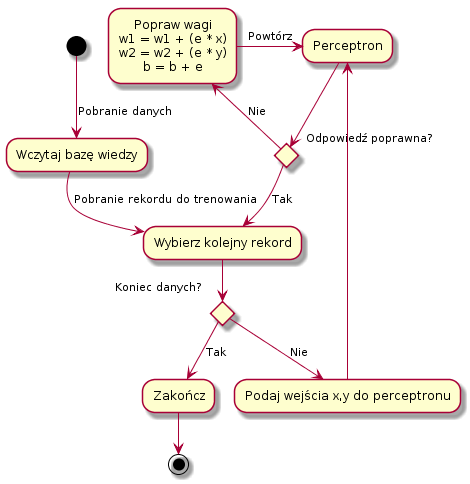 Popraw wagi
w1 = w1 + (e * x)
w2 = w2 + (e * y)
b = b + e
Powtórz
Perceptron
Pobranie danych
Nie
Odpowiedź poprawna?
Wczytaj bazę wiedzy
Pobranie rekordu do trenowania
Tak
Wybierz kolejny rekord
Koniec danych?
Tak
Nie
Zakończ
Podaj wejścia x,y do perceptronu